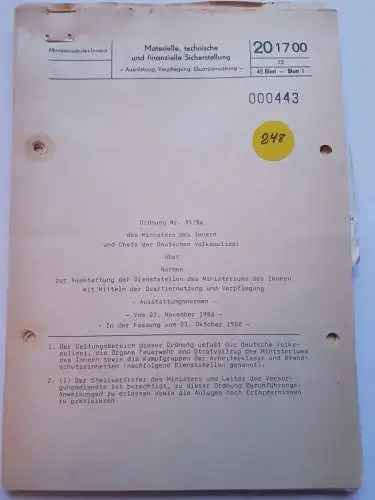 Ministerium des Innern
Materielle, technische
und finanzielle Sicherstellung
- Ausrüstung, Verpflegung, Quartiernutzung -
20 17 00
12
45 Blatt - Blatt 1
000443
248
Ordnung Nr. 95/84
des Ministers des Innern
und Chefs der Deutschen Volkspolizei
über
Normen
zur Ausstattung der Dienststellen des Ministeriums des Innern
mit Mitteln der Quartiernutzung und Verpflegung
- Ausstattungsnormen -
- vom 07. November 1984 -
- in der Fassung vom 01. Oktober 1988 -
1. Der Geltungsbereich dieser Ordnung umfaßt die Deutsche Volks-
polizei, die Organe Feuerwehr und Strafvollzug des Ministeriums
des Innern sowie die Kampfgruppen der Arbeiterklasse und Brand-
schutzeinheiten (nachfolgend Dienststellen genannt).
2. (1) Der Stellvertreter des Ministers und Leiter der Versor-
gungsdienste ist berechtigt, zu dieser Ordnung Durchführungs-
Anweisungen zu erlassen sowie die Anlagen nach Erfordernissen
zu präzisieren.